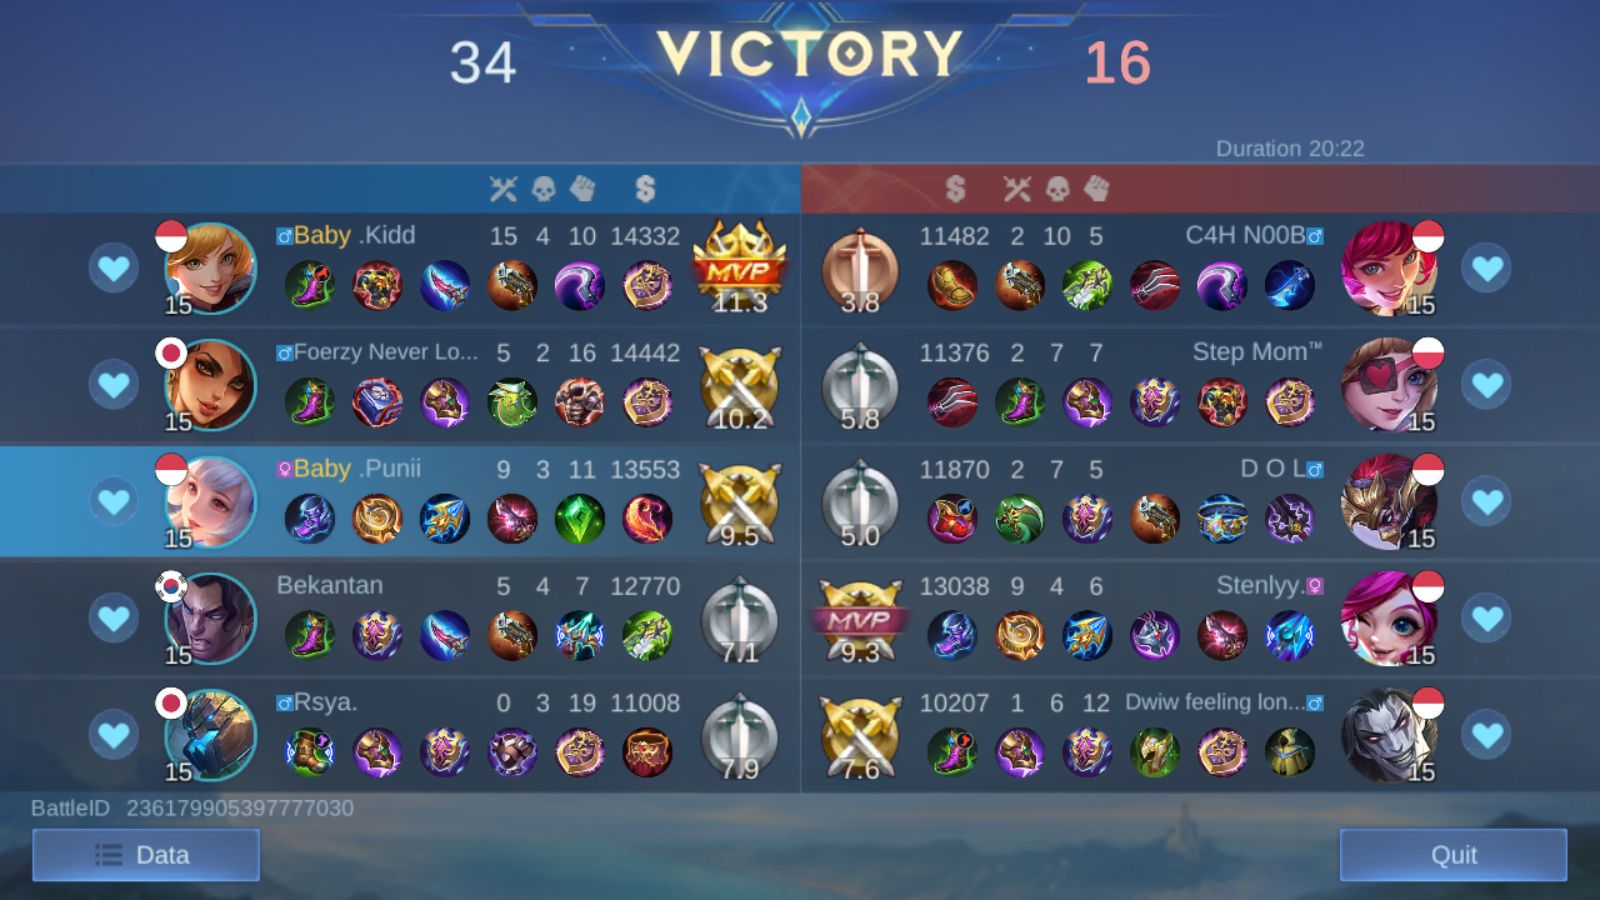 34 VICTORY 16
Duration 20:22
Baby .Kidd 15 4 10 14332 MVP 11.3
15
3.8 11482 2 10 5 C4H N00B
15
Foerzy Never Lo... 5 2 16 14442 10.2
15
5.8 11376 2 7 7 Step Mom™
15
Baby .Punii 9 3 11 13553 9.5
15
5.0 11870 2 7 5 D O L
15
Bekantan 5 4 7 12770 7.1
15
MVP 9.3 13038 9 4 6 Stenlyy.
15
Rsya. 0 3 19 11008 7.9
15
7.6 10207 1 6 12 Dwiw feeling lon...
15
BattleID 236179905397777030
Data
Quit